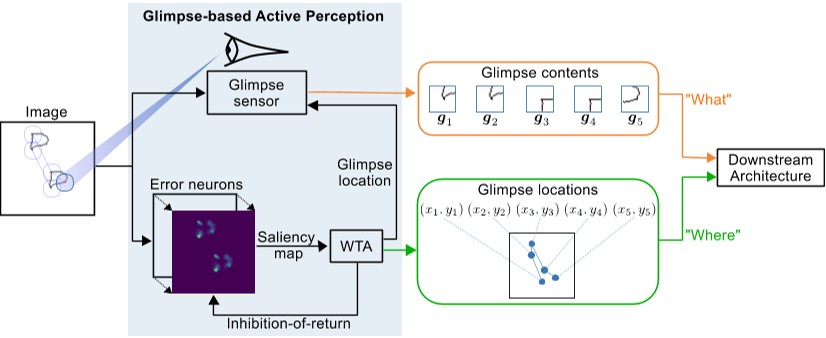 Glimpse-based Active Perception
Glimpse
sensor
Image
Glimpse
location
Error neurons
Saliency
map
WTA
Inhibition-of-return
Glimpse contents
g1 g2 g3 g4 g5
"What"
Glimpse locations
(x1, y1) (x2, y2) (x3, y3) (x4, y4) (x5, y5)
"Where"
Downstream
Architecture